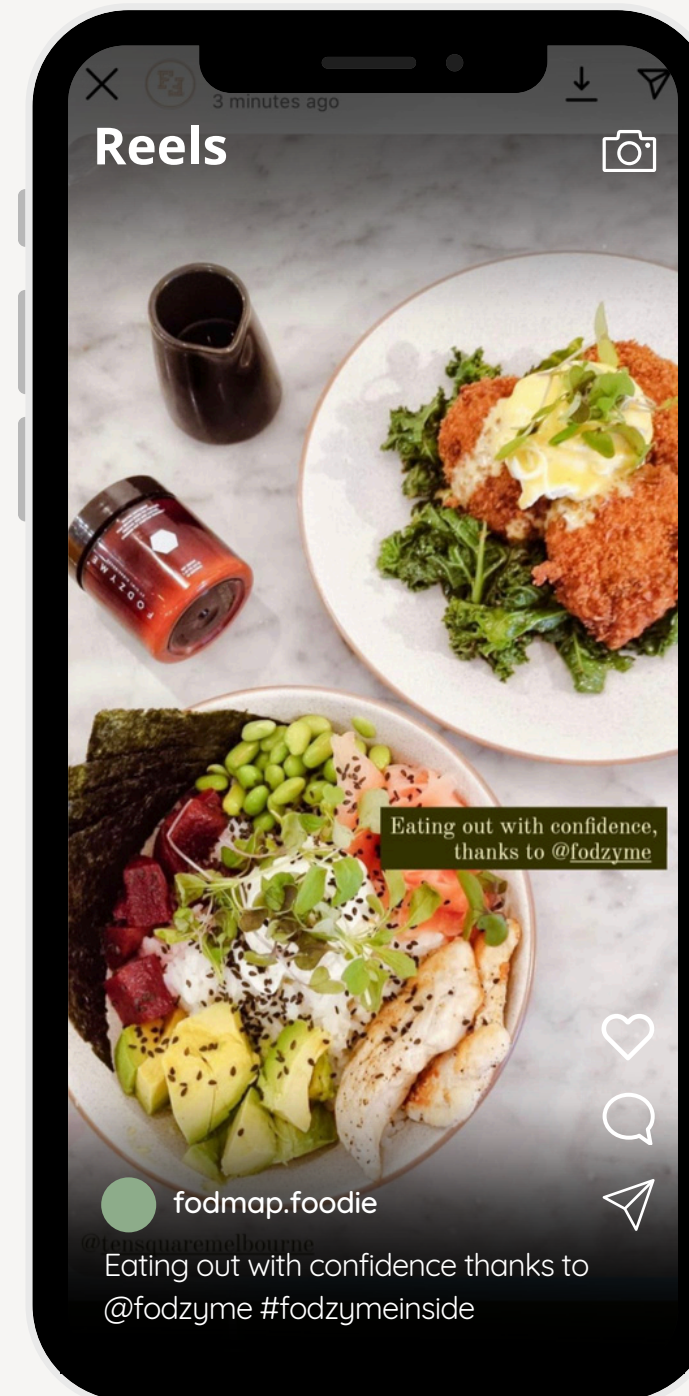 3 minutes ago
Reels
FODZYME
Eating out with confidence,
thanks to @fodzyme
fodmap.foodie
@tensquaremelbourne
Eating out with confidence thanks to
@fodzyme #fodzymeinside